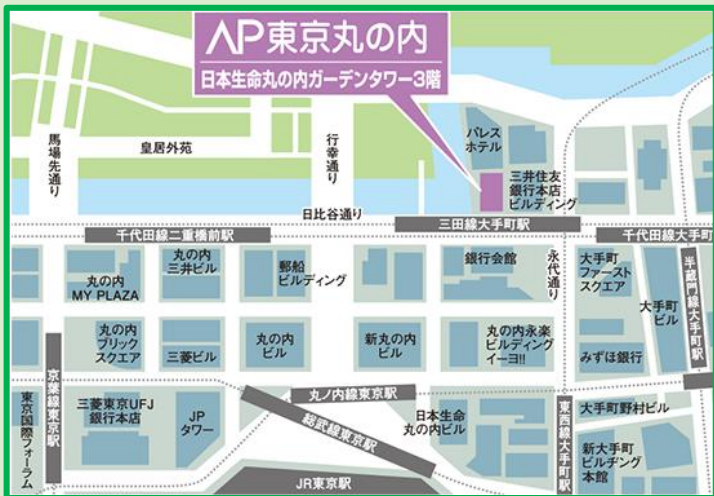 AP東京丸の内
日本生命丸の内ガーデンタワー3階
馬場先通り
皇居外苑
行幸通り
パレス
ホテル
三井住友
銀行本店
ビルディング
日比谷通り
三田線大手町駅
千代田線二重橋前駅
千代田線大手町
丸の内
MY PLAZA
丸の内
三井ビル
郵船
ビルディング
銀行会館
永代通り
大手町
ファースト
スクエア
大手町
ビル
半蔵門線大手町駅
京葉線東京駅
丸の内
ブリック
スクエア
三菱ビル
丸の内
ビル
新丸の内
ビル
丸の内永楽
ビルディング
イーヨ!!
みずほ銀行
丸ノ内線東京駅
東京国際フォーラム
三菱東京UFJ
銀行本店
JP
タワー
総武線東京駅
日本生命
丸の内ビル
東西線大手町駅
大手町野村ビル
新大手町
ビルヂング
本館
JR東京駅